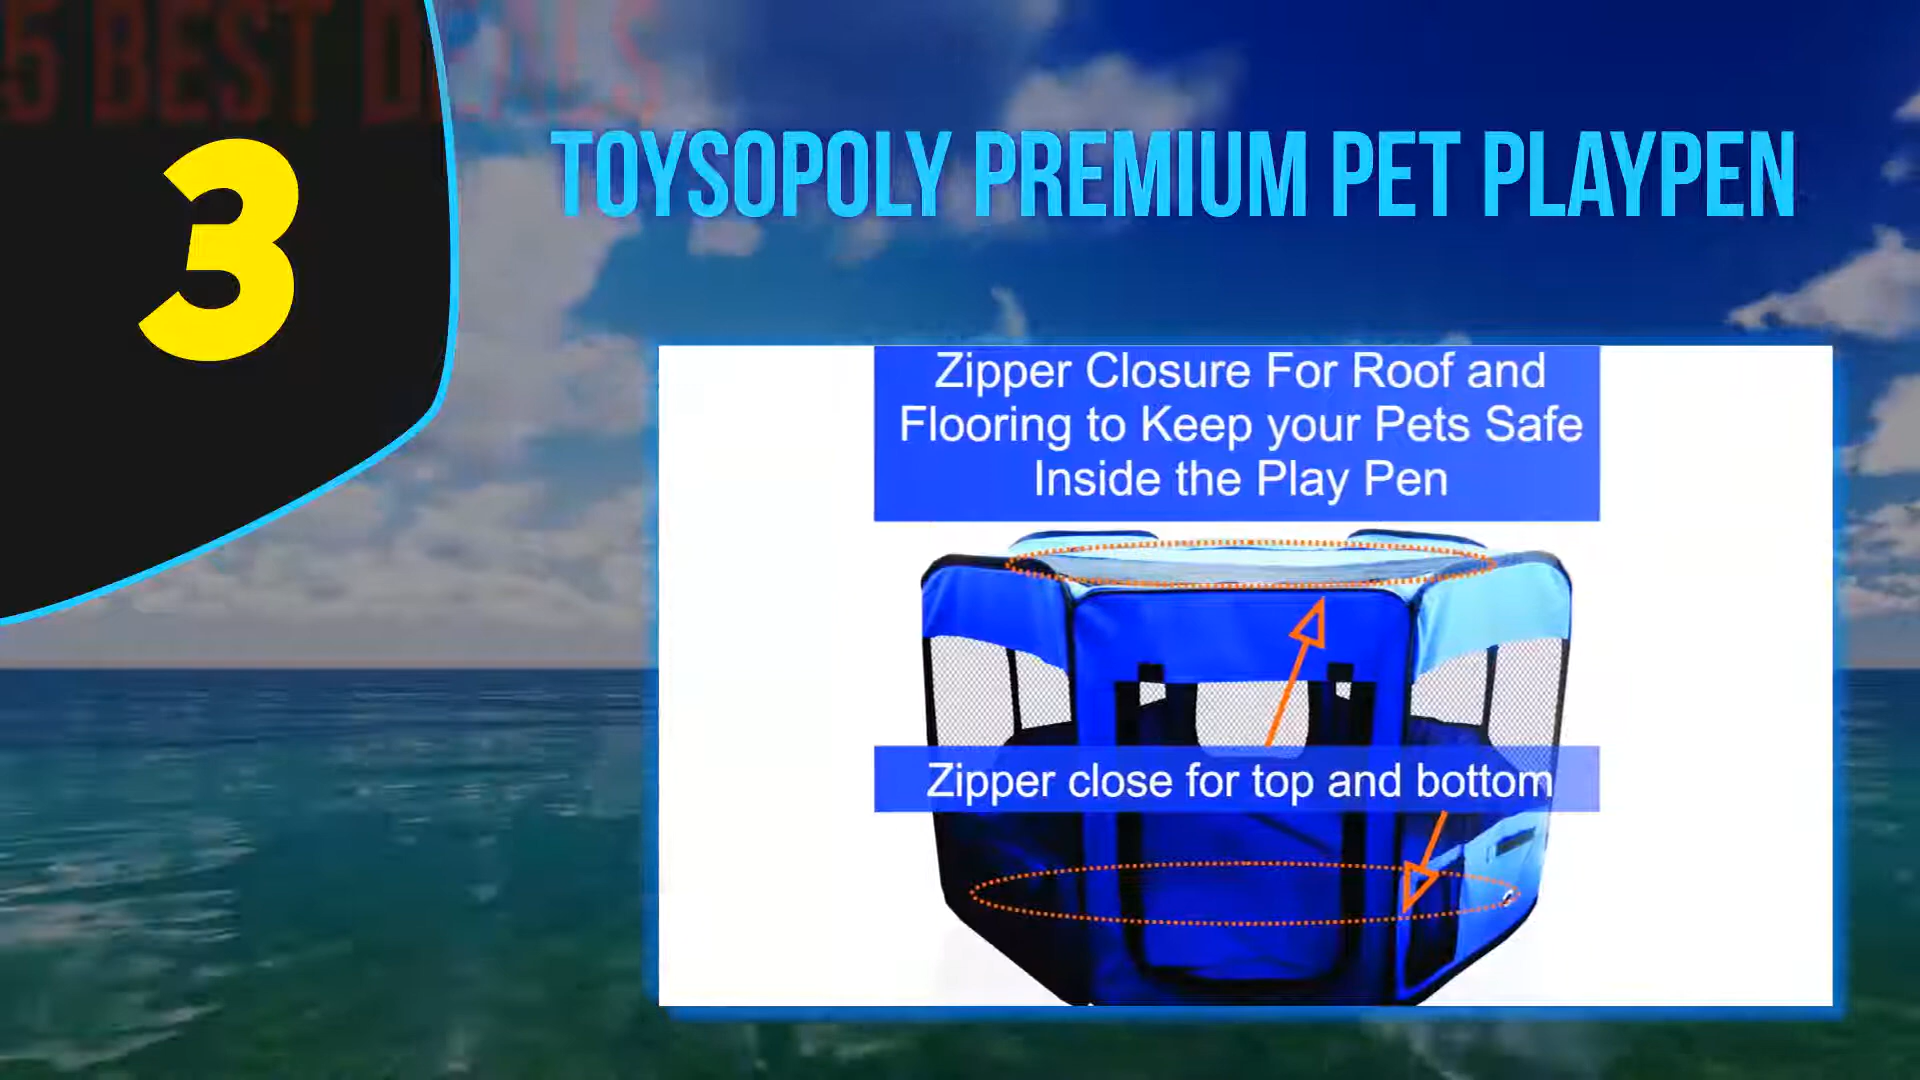 5 BEST DEALS
3
TOYSOPOLY PREMIUM PET PLAYPEN
Zipper Closure For Roof and
Flooring to Keep your Pets Safe
Inside the Play Pen
Zipper close for top and bottom